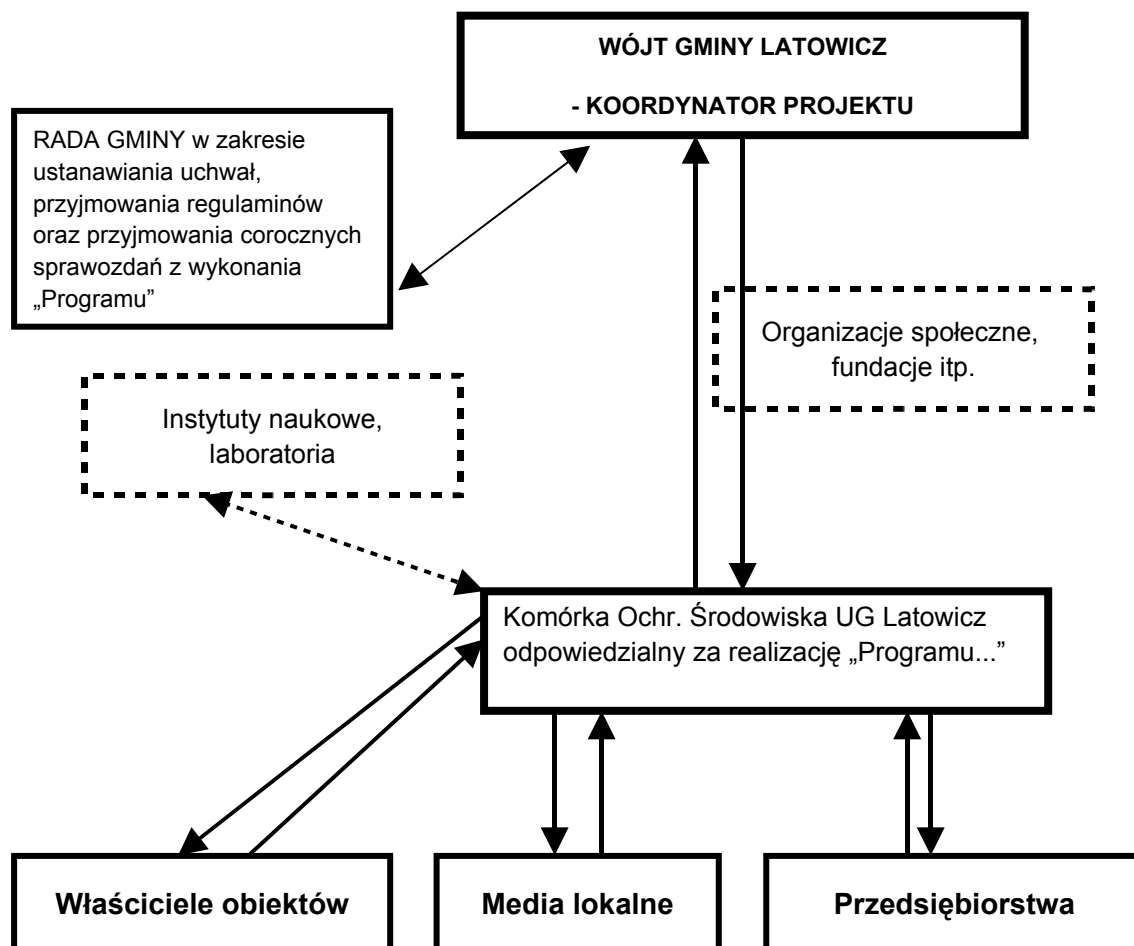 WÓJT GMINY LATOWICZ
- KOORDYNATOR PROJEKTU
RADA GMINY w zakresie
ustanawiania uchwał,
przyjmowania regulaminów
oraz przyjmowania corocznych
sprawozdań z wykonania
„Programu”
Organizacje społeczne,
fundacje itp.
Instytuty naukowe,
laboratoria
Komórka Ochr. Środowiska UG Latowicz
odpowiedzialny za realizację „Programu...”
Właściciele obiektów
Media lokalne
Przedsiębiorstwa